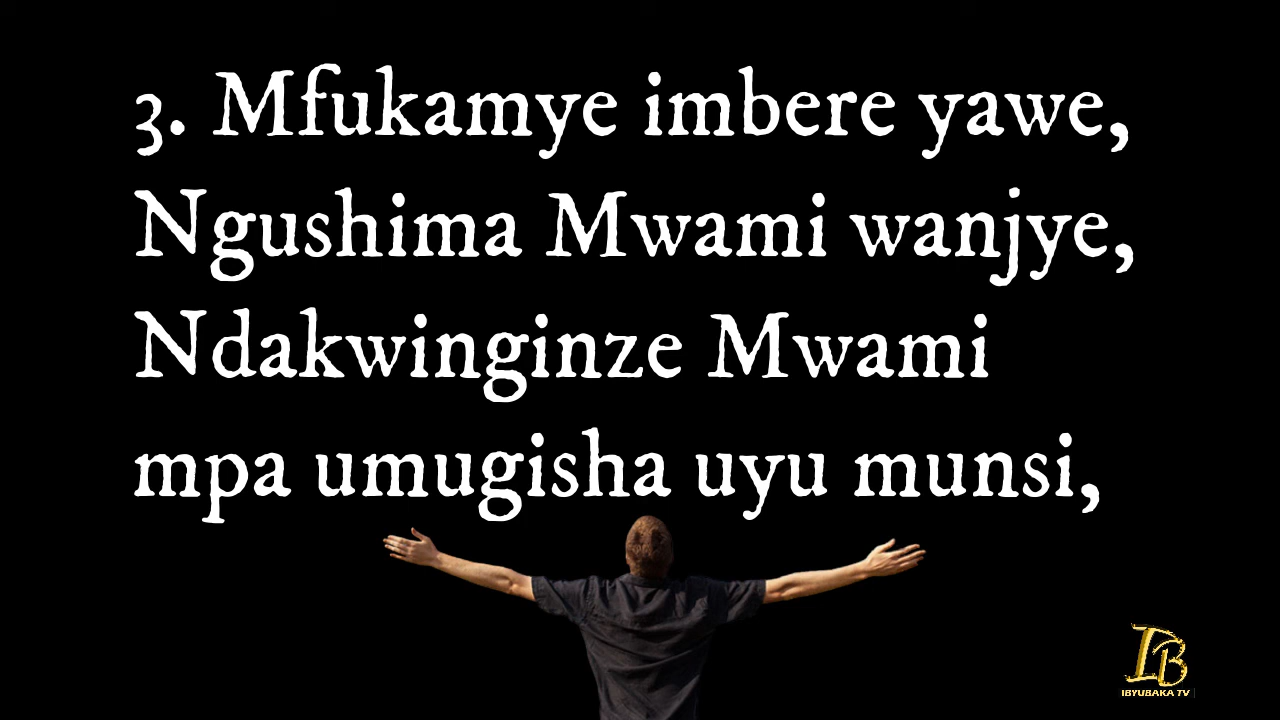 3. Mfukamye imbere yawe,
Ngushima Mwami wanjye,
Ndakwinginze Mwami
mpa umugisha uyu munsi,
IB
IBYUBAKA TV